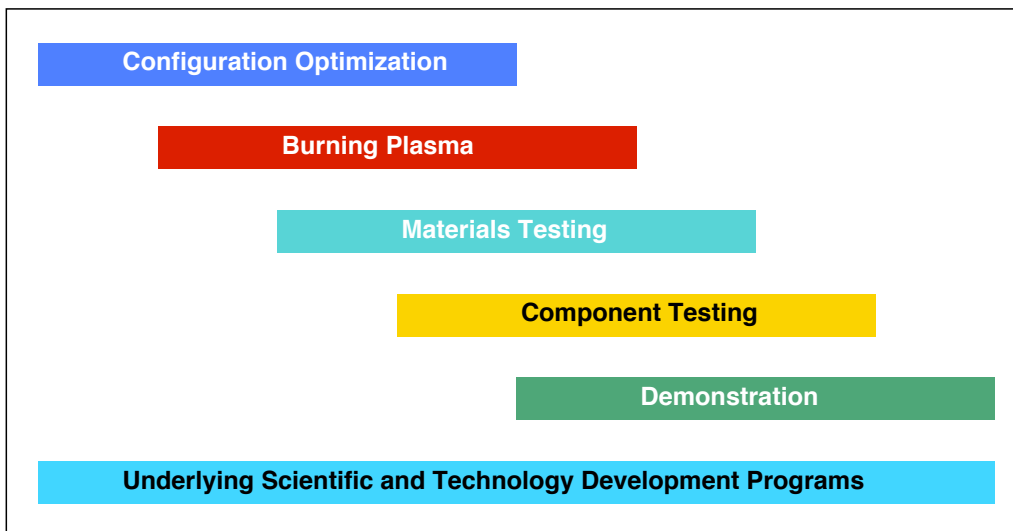 Configuration Optimization
Burning Plasma
Materials Testing
Component Testing
Demonstration
Underlying Scientific and Technology Development Programs